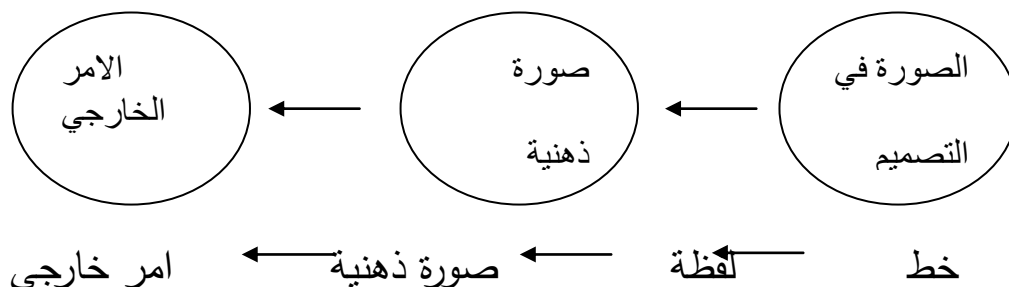 الصورة في
التصميم
صورة
ذهنية
الامر
الخارجي
خط لفظة صورة ذهنية امر خارجي